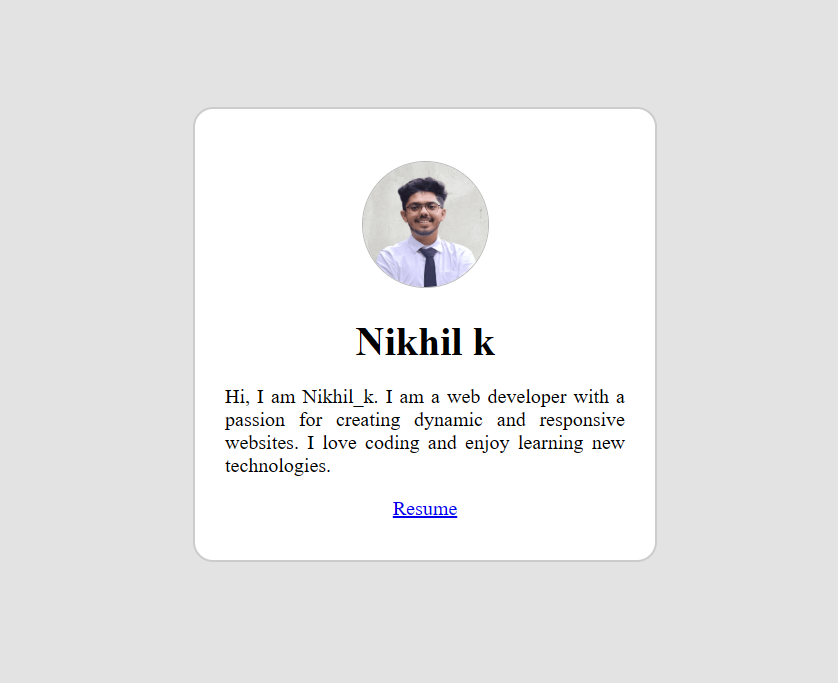 Nikhil k
Hi, I am Nikhil_k. I am a web developer with a
passion for creating dynamic and responsive
websites. I love coding and enjoy learning new
technologies.
Resume